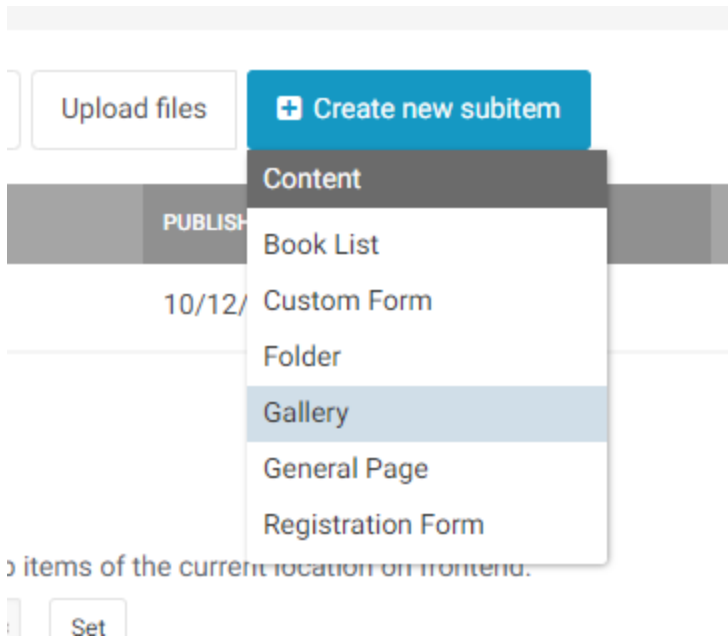 Upload files
Create new subitem
Content
PUBLISH
Book List
10/12/
Custom Form
Folder
Gallery
General Page
Registration Form
items of the current location on frontend.
Set